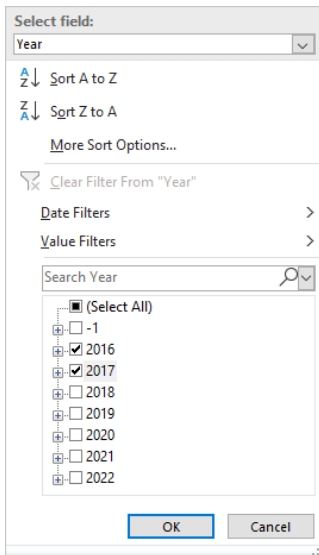 Select field:
Year
Sort A to Z
Sort Z to A
More Sort Options...
Clear Filter From "Year"
Date Filters
Value Filters
Search Year
(Select All)
-1
2016
2017
2018
2019
2020
2021
2022
OK Cancel